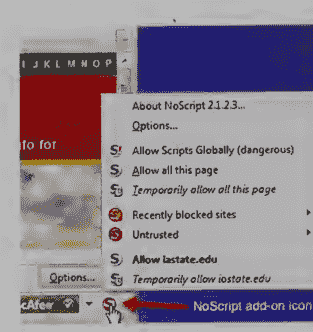 I J K L M N O P
nfo for
About NoScript 2.1.2.3...
Options...
Allow Scripts Globally (dangerous)
Allow all this page
Temporarily allow all this page
Recently blocked sites
Untrusted
Allow iastate.edu
Temporarily allow iastate.edu
Options...
cAfee
NoScript add-on icon